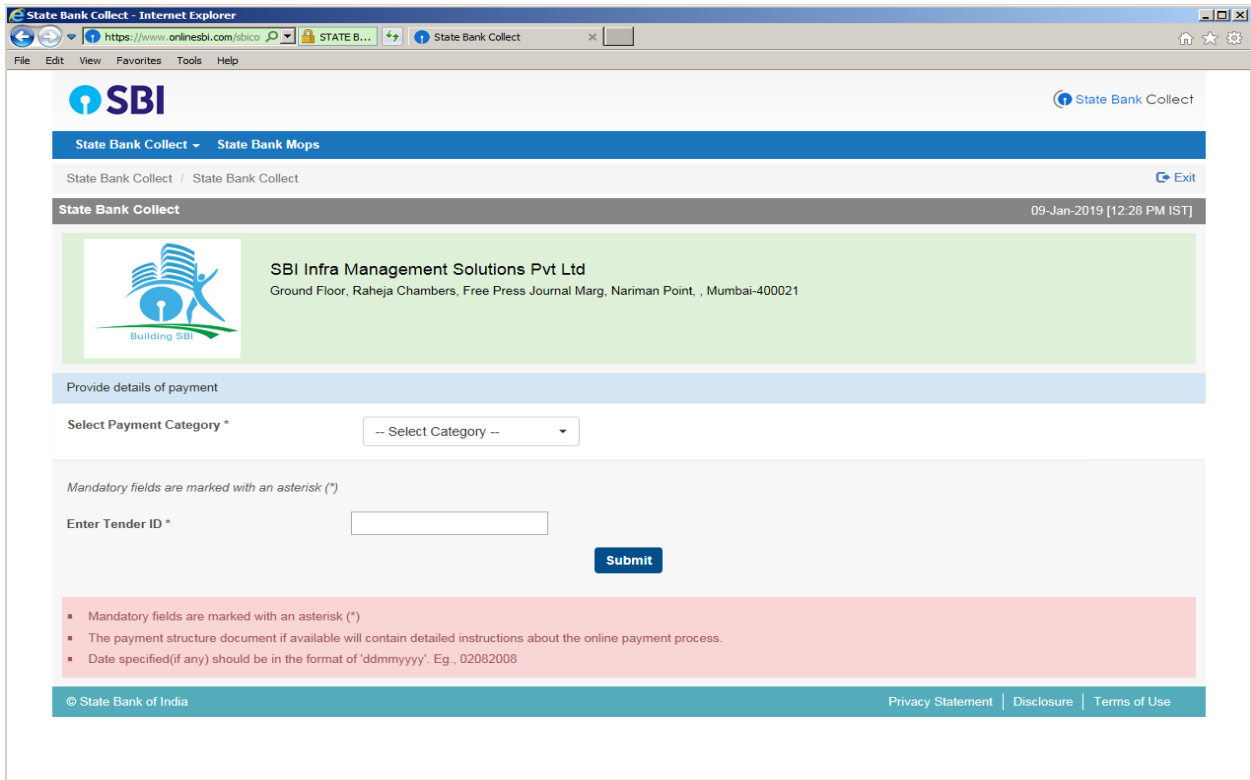 State Bank Collect - Internet Explorer
https://www.onlinesbi.com/sbico STATE B... State Bank Collect
File Edit View Favorites Tools Help
SBI State Bank Collect
State Bank Collect State Bank Mops
State Bank Collect / State Bank Collect Exit
State Bank Collect 09-Jan-2019 [12:28 PM IST]
SBI Infra Management Solutions Pvt Ltd
Ground Floor, Raheja Chambers, Free Press Journal Marg, Nariman Point, , Mumbai-400021
Building SBI
Provide details of payment
Select Payment Category * -- Select Category --
Mandatory fields are marked with an asterisk (*)
Enter Tender ID *
Submit
Mandatory fields are marked with an asterisk (*)
The payment structure document if available will contain detailed instructions about the online payment process.
Date specified(if any) should be in the format of 'ddmmyyyy'. Eg., 02082008
© State Bank of India Privacy Statement | Disclosure | Terms of Use